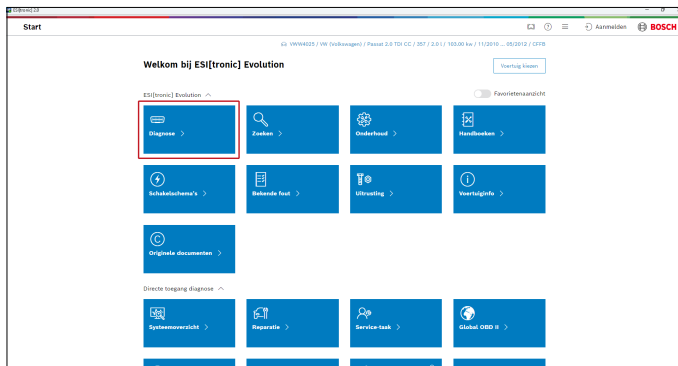 ESI[tronic] 2.0
Start
Aanmelden
BOSCH
VWW4025 / VW (Volkswagen) / Passat 2.0 TDI CC / 357 / 2.0 l / 103.00 kw / 11/2010 ... 05/2012 / CFFB
Welkom bij ESI[tronic] Evolution
Voertuig kiezen
ESI[tronic] Evolution
Favorietenaanzicht
Diagnose
Zoeken
Onderhoud
Handboeken
Schakelschema's
Bekende fout
Uitrusting
Voertuiginfo
Originele documenten
Directe toegang diagnose
Systeemoverzicht
Reparatie
Service-taak
Global OBD II